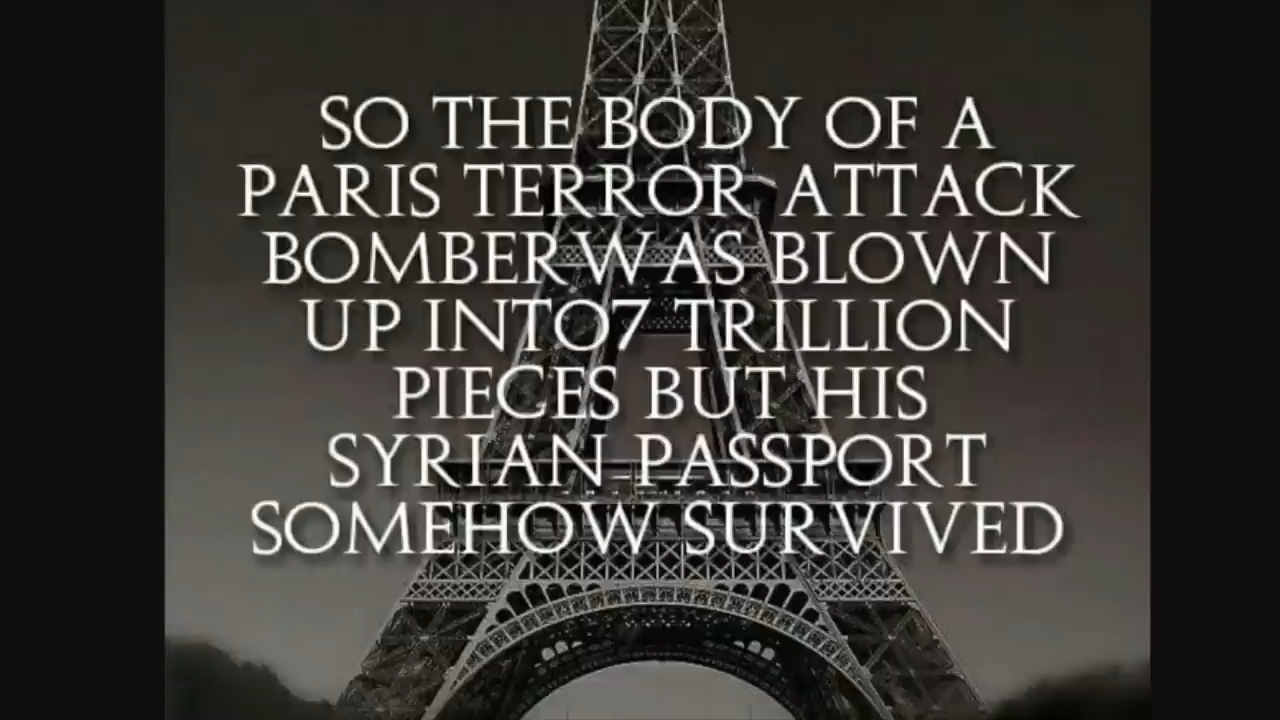 SO THE BODY OF A
PARIS TERROR ATTACK
BOMBER WAS BLOWN
UP INTO7 TRILLION
PIECES BUT HIS
SYRIAN PASSPORT
SOMEHOW SURVIVED